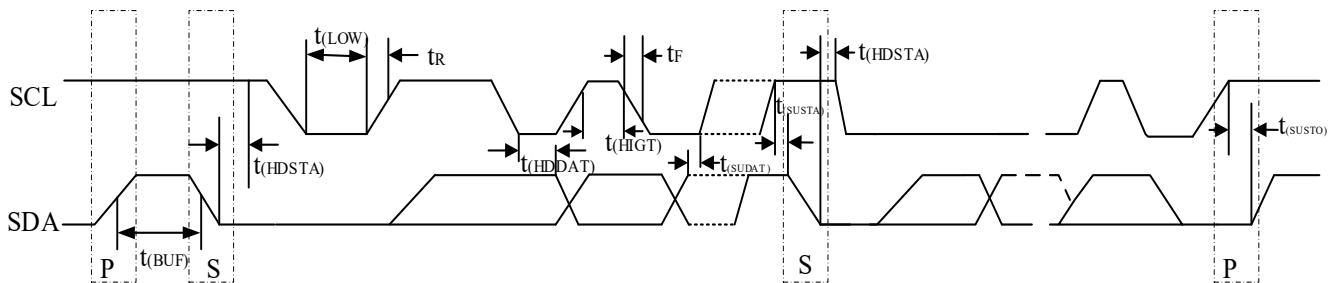 t(LOW)
tR
tF
t(HDSTA)
SCL
t(SUSTA)
t(HDSTA)
t(HDDAT)
t(HIGT)
t(SUDAT)
t(SUSTO)
SDA
t(BUF)
P
S
S
P